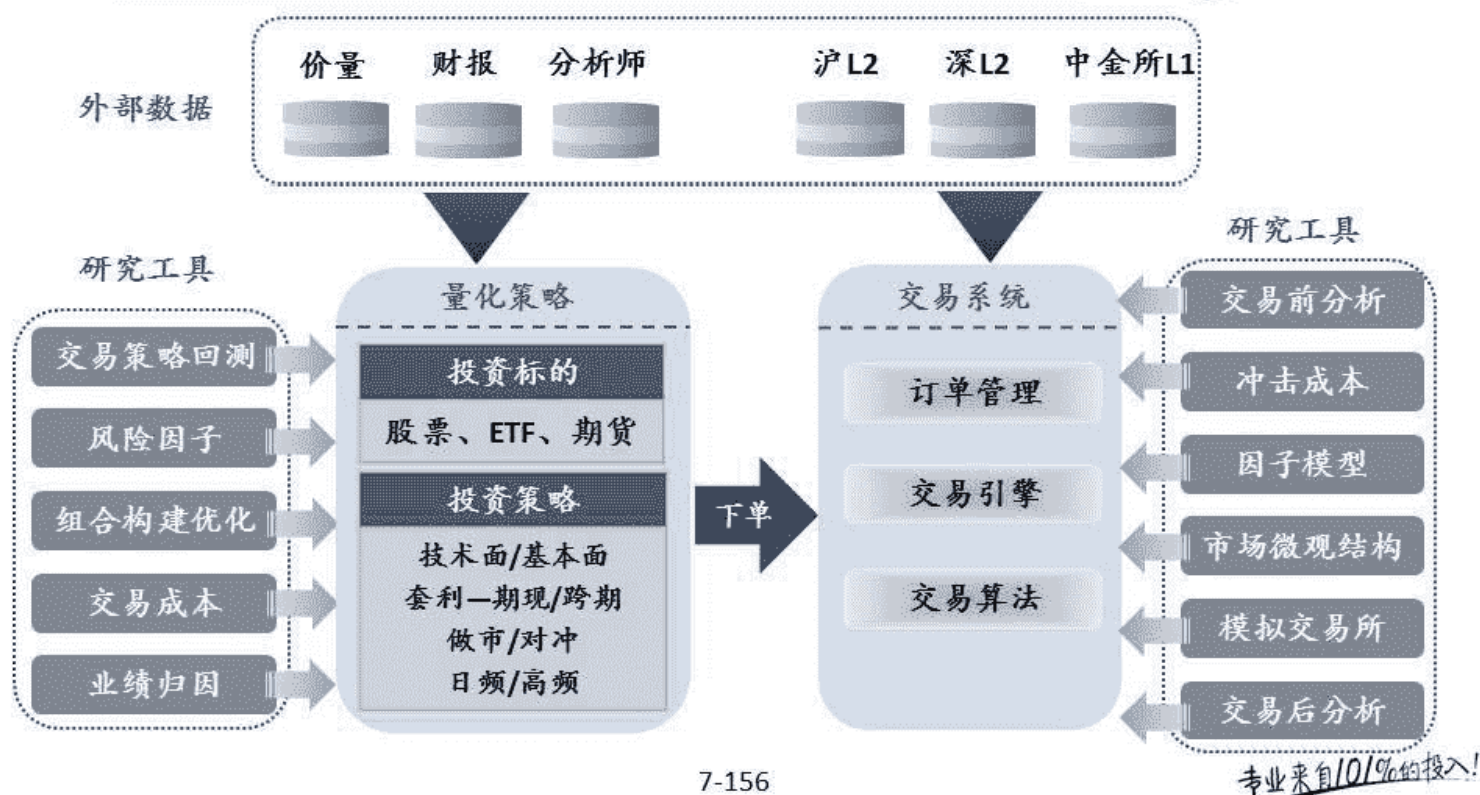 价量 财报 分析师 沪L2 深L2 中金所L1
外部数据
研究工具
交易策略回测
风险因子
组合构建优化
交易成本
业绩归因
量化策略
投资标的
股票、ETF、期货
投资策略
技术面/基本面
套利—期现/跨期
做市/对冲
日频/高频
下单
交易系统
订单管理
交易引擎
交易算法
研究工具
交易前分析
冲击成本
因子模型
市场微观结构
模拟交易所
交易后分析
7-156
专业来自101%的投入!